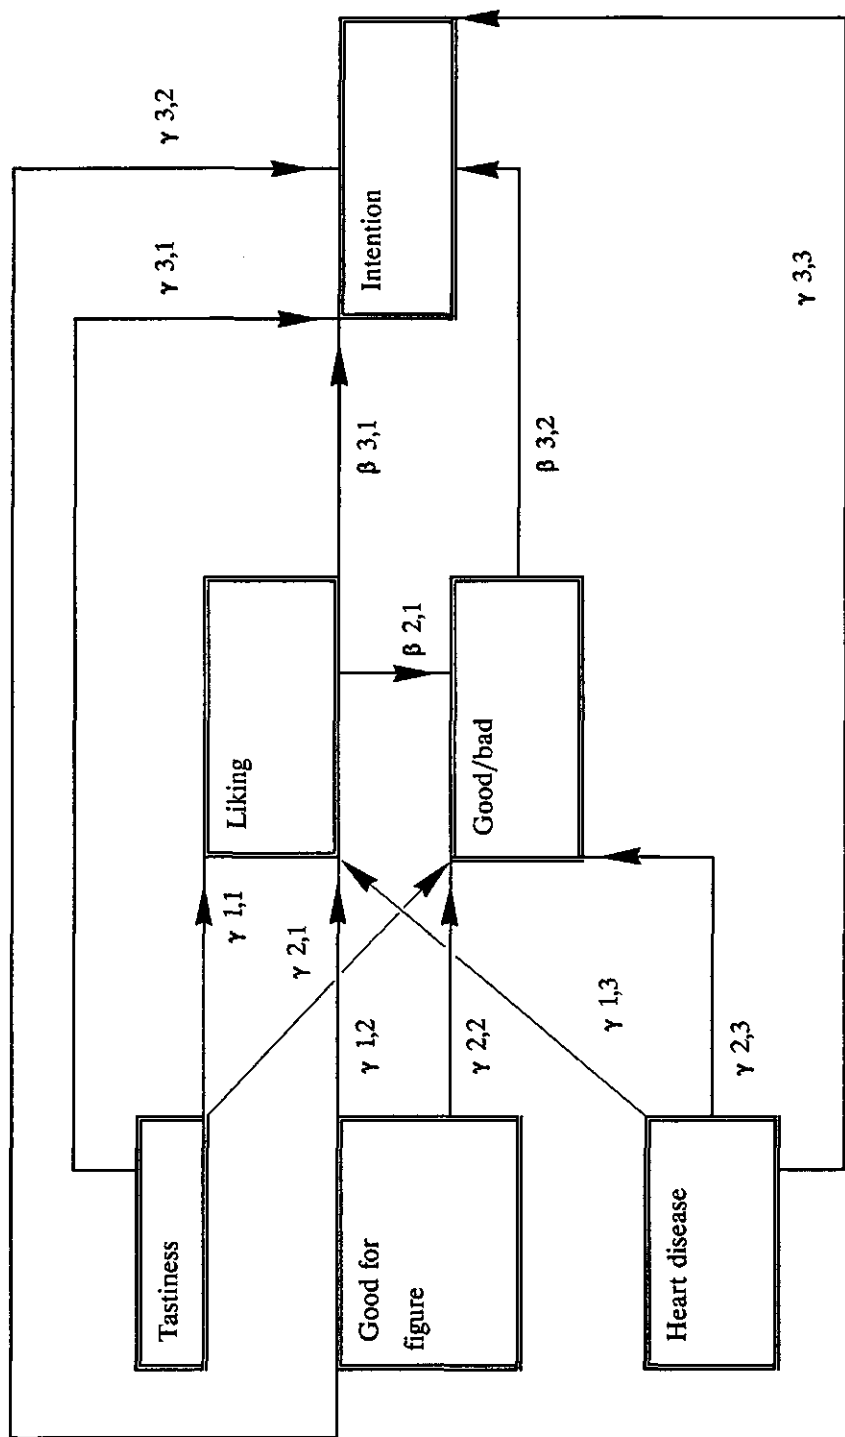 γ 3,2
γ 3,1
Intention
γ 3,3
β 3,1
β 3,2
β 2,1
Liking
Good/bad
γ 1,1
γ 2,1
γ 1,2
γ 2,2
γ 1,3
γ 2,3
Tastiness
Good for
figure
Heart disease